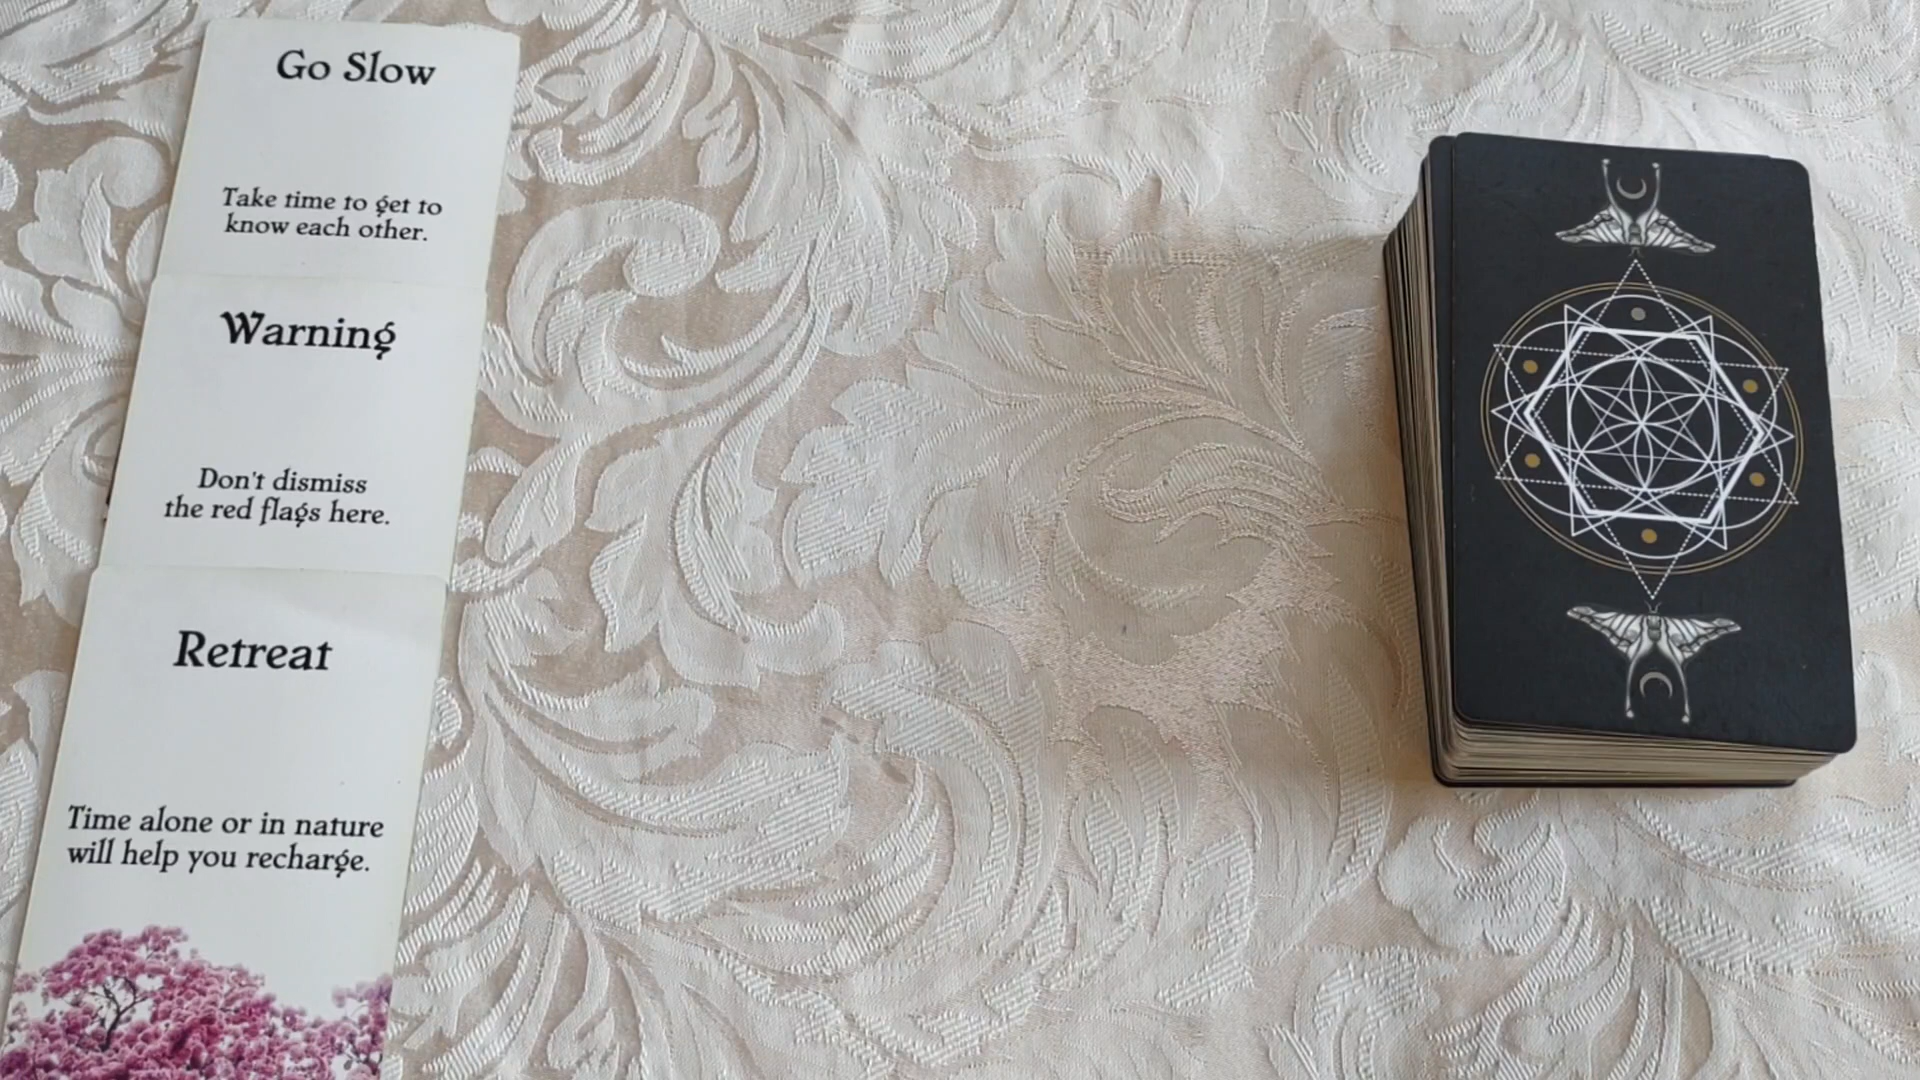 Go Slow
Take time to get to
know each other.
Warning
Don't dismiss
the red flags here.
Retreat
Time alone or in nature
will help you recharge.